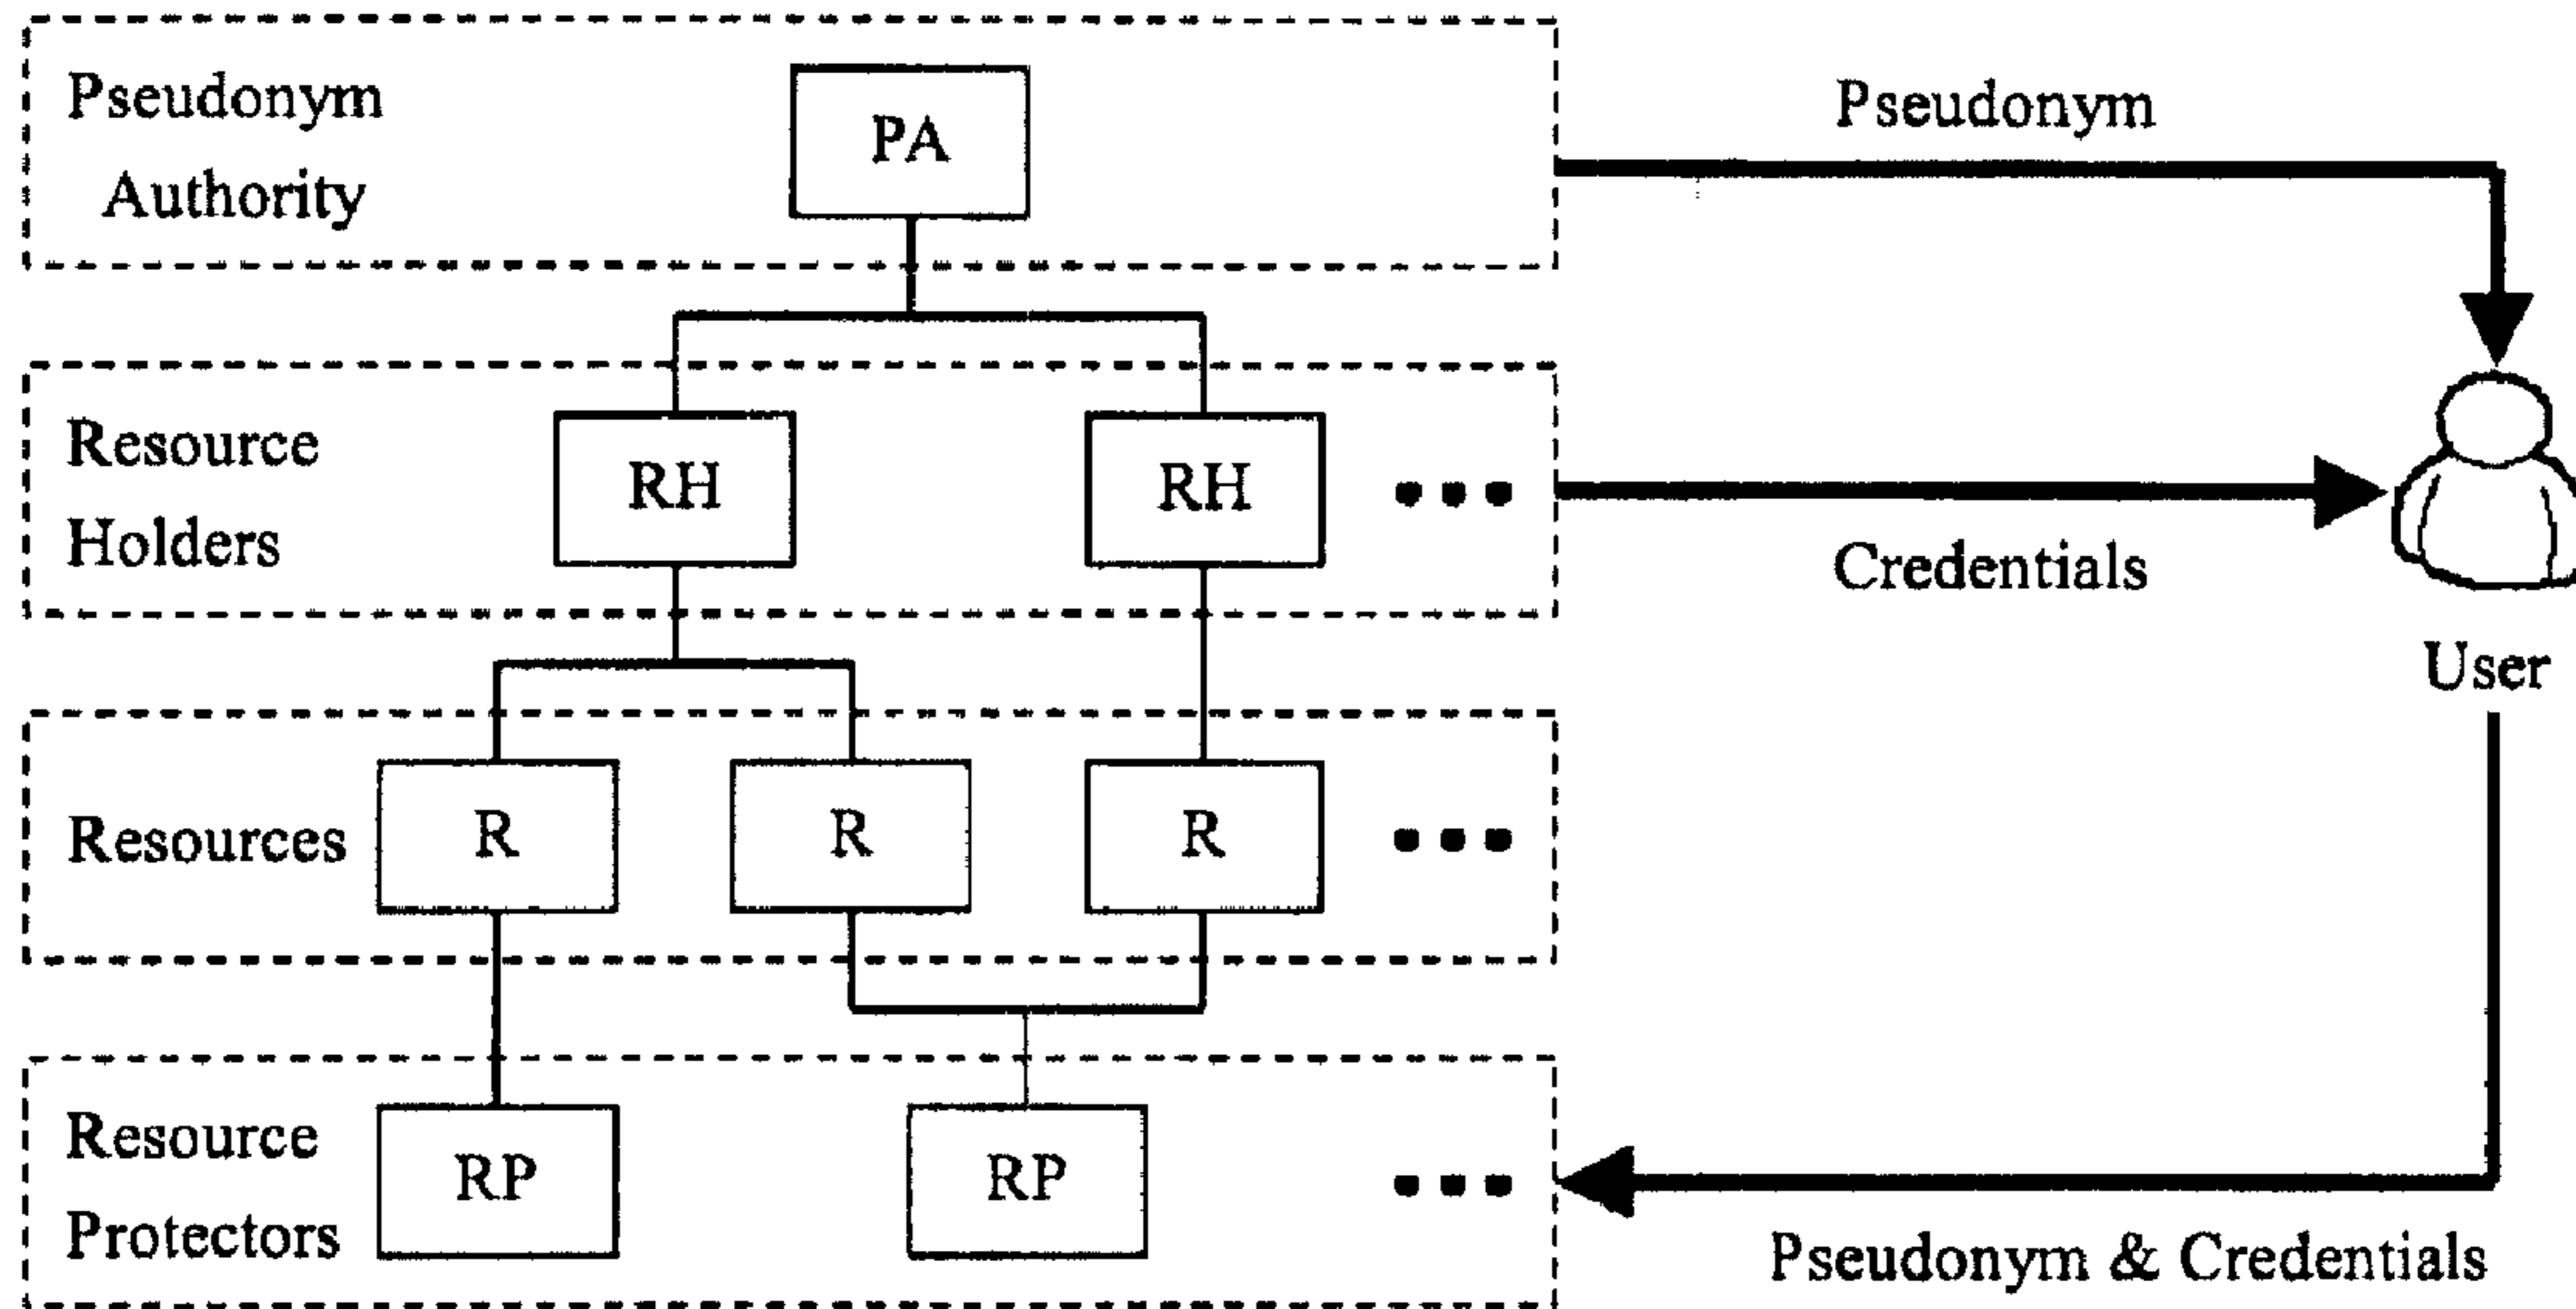 Pseudonym
Authority
PA
Pseudonym
Resource
Holders
RH
RH
Credentials
User
Resources
R
R
R
Resource
Protectors
RP
RP
Pseudonym & Credentials